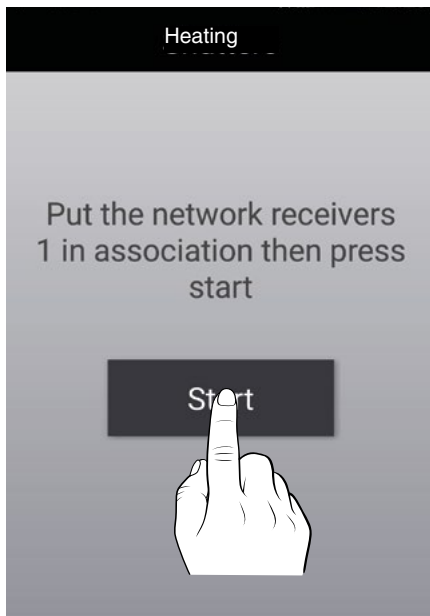 Heating
Put the network receivers
1 in association then press
start
Start